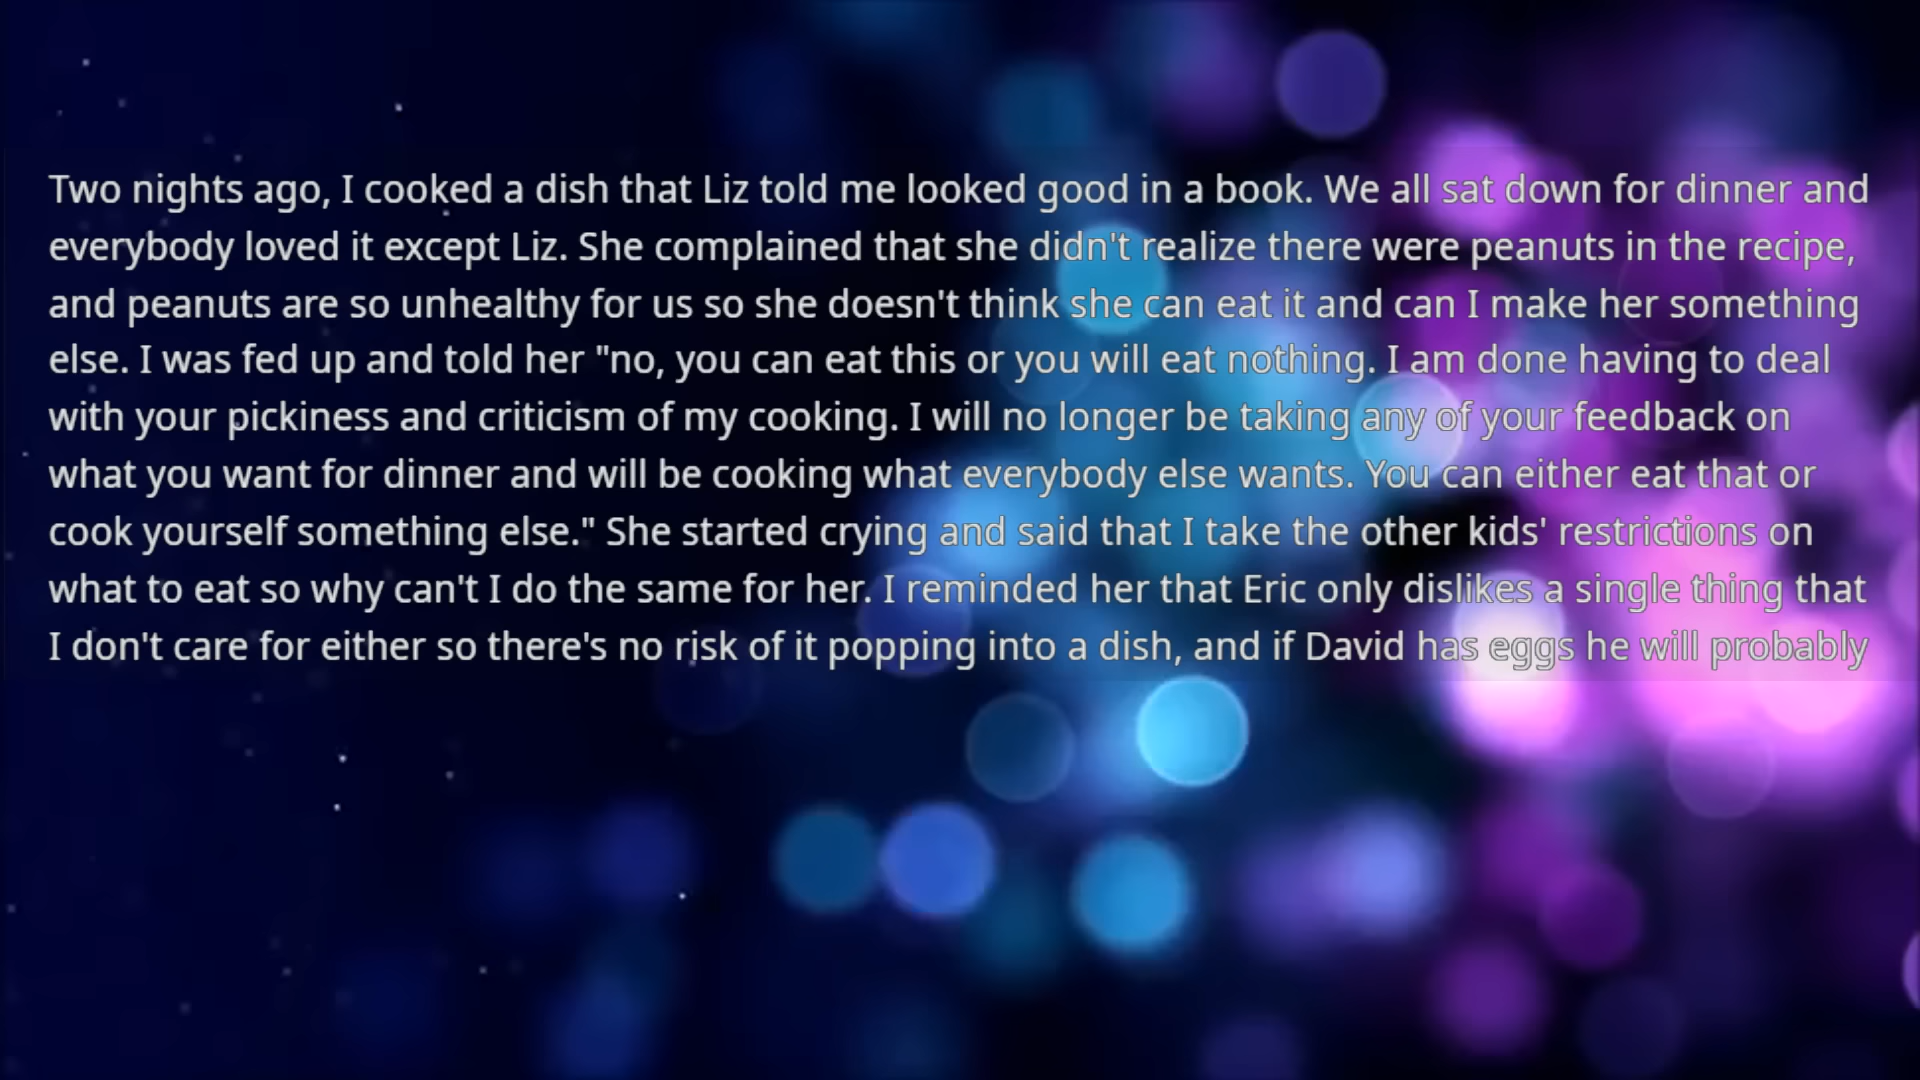 Two nights ago, I cooked a dish that Liz told me looked good in a book. We all sat down for dinner and
everybody loved it except Liz. She complained that she didn't realize there were peanuts in the recipe,
and peanuts are so unhealthy for us so she doesn't think she can eat it and can I make her something
else. I was fed up and told her "no, you can eat this or you will eat nothing. I am done having to deal
with your pickiness and criticism of my cooking. I will no longer be taking any of your feedback on
what you want for dinner and will be cooking what everybody else wants. You can either eat that or
cook yourself something else." She started crying and said that I take the other kids' restrictions on
what to eat so why can't I do the same for her. I reminded her that Eric only dislikes a single thing that
I don't care for either so there's no risk of it popping into a dish, and if David has eggs he will probably